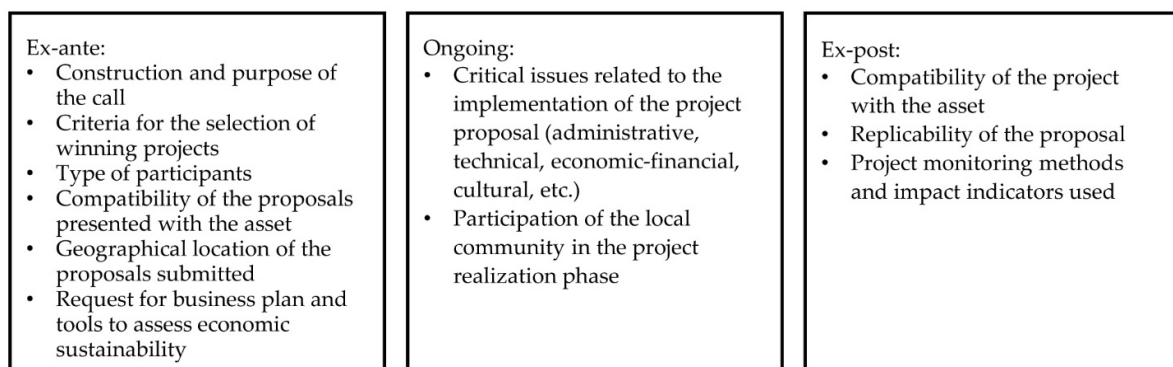 Ex-ante:
• Construction and purpose of
the call
• Criteria for the selection of
winning projects
• Type of participants
• Compatibility of the proposals
presented with the asset
• Geographical location of the
proposals submitted
• Request for business plan and
tools to assess economic
sustainability
Ongoing:
• Critical issues related to the
implementation of the project
proposal (administrative,
technical, economic-financial,
cultural, etc.)
• Participation of the local
community in the project
realization phase
Ex-post:
• Compatibility of the project
with the asset
• Replicability of the proposal
• Project monitoring methods
and impact indicators used